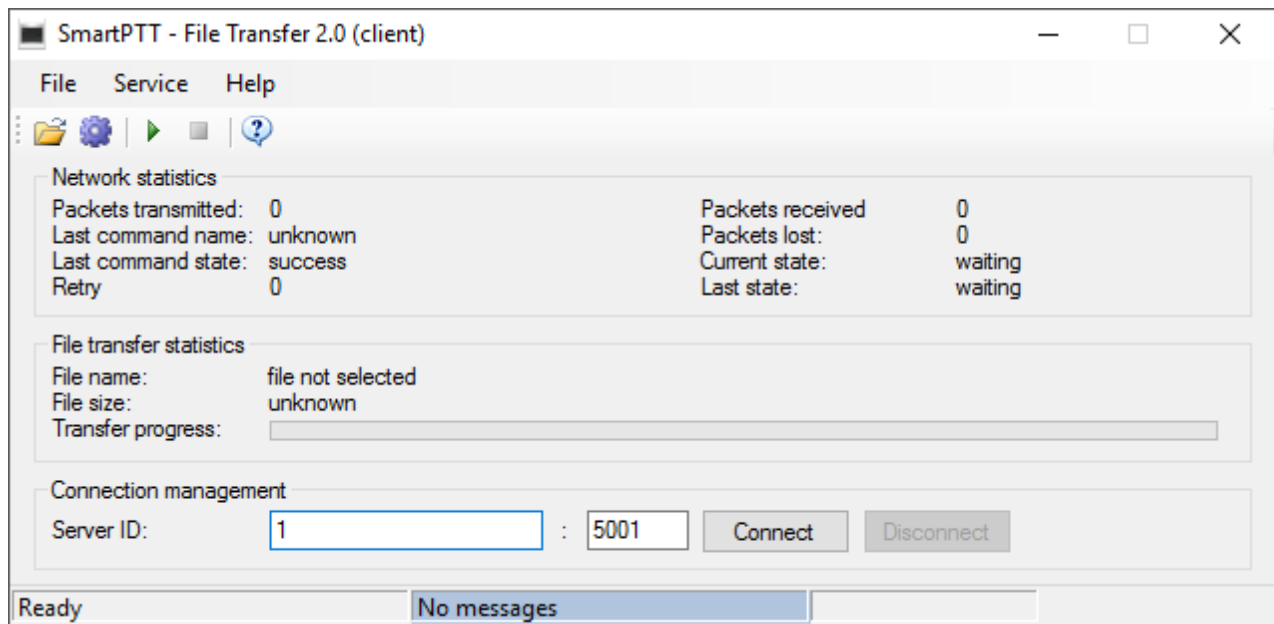 SmartPTT - File Transfer 2.0 (client)
File Service Help
Network statistics
Packets transmitted: 0 Packets received 0
Last command name: unknown Packets lost: 0
Last command state: success Current state: waiting
Retry 0 Last state: waiting
File transfer statistics
File name: file not selected
File size: unknown
Transfer progress:
Connection management
Server ID: 1 : 5001 Connect Disconnect
Ready No messages